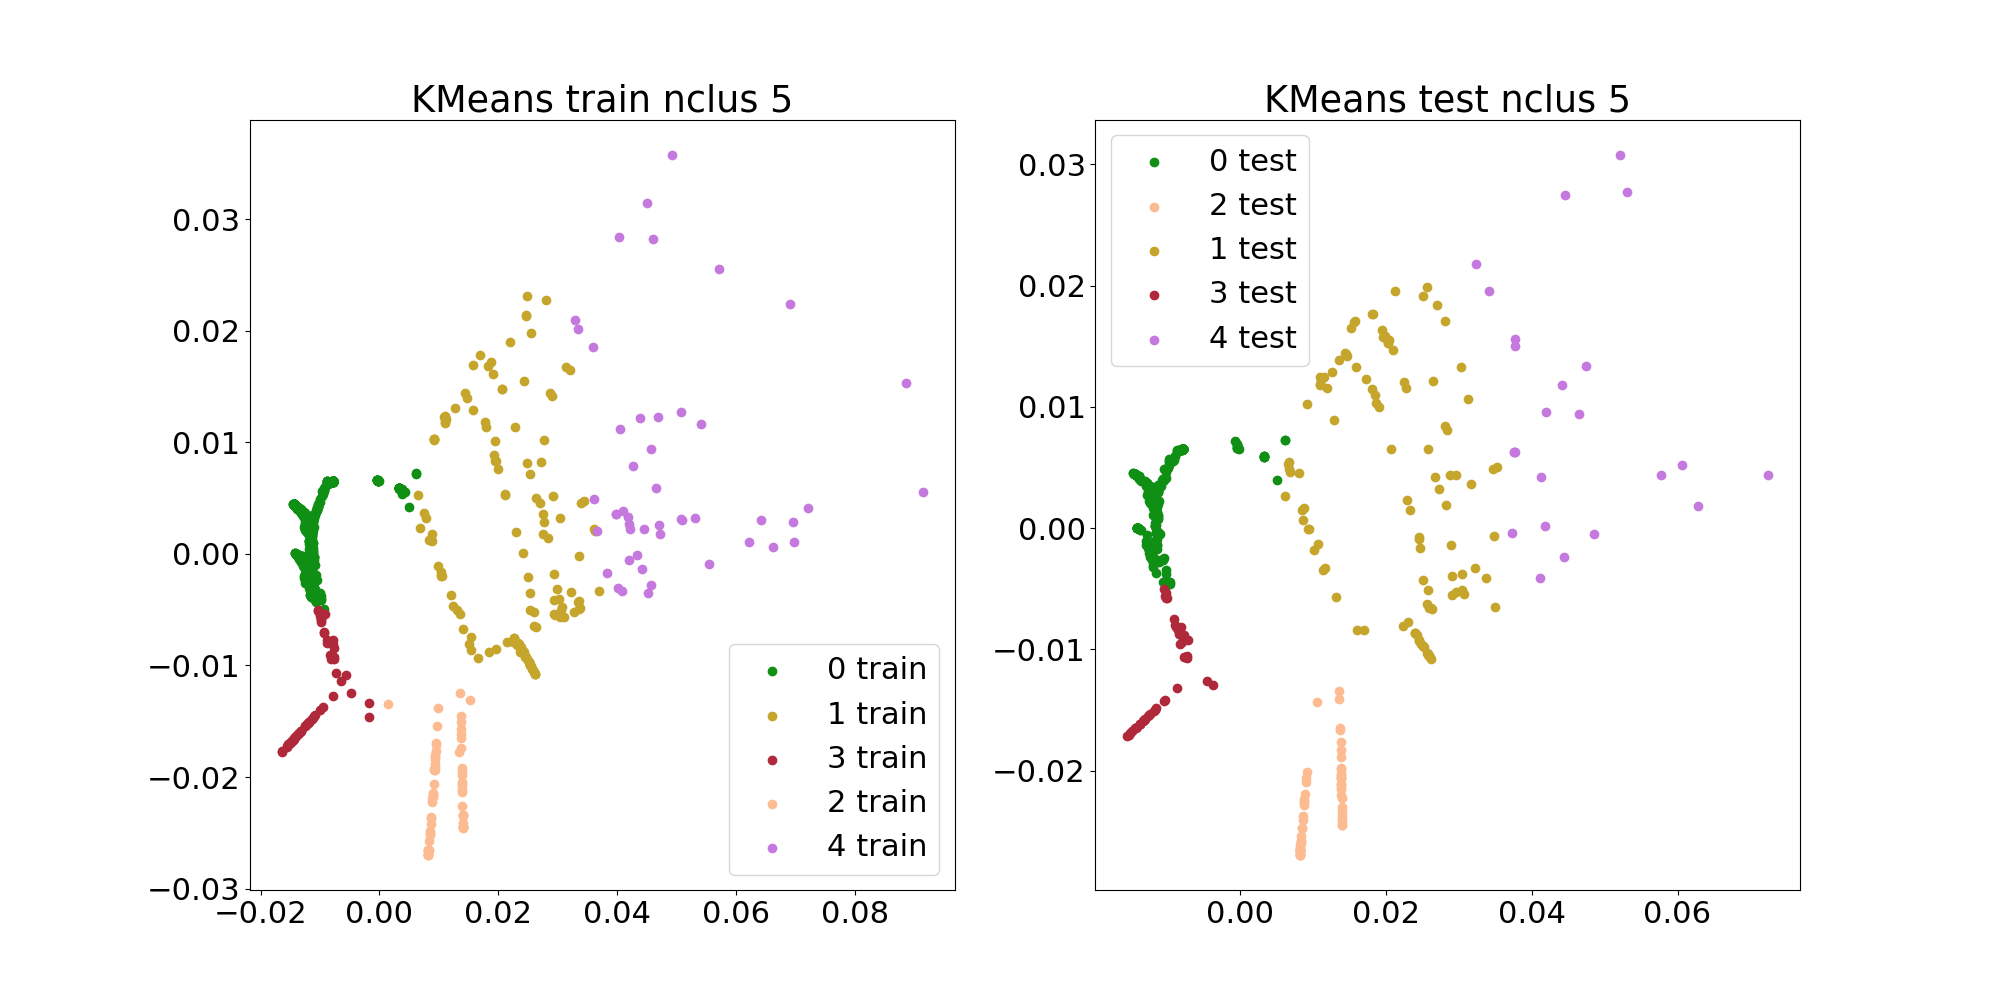 KMeans train nclus 5
0.03
0.02
0.01
0.00
−0.01
−0.02
−0.03
−0.02 0.00 0.02 0.04 0.06 0.08
0 train
1 train
3 train
2 train
4 train
KMeans test nclus 5
0.03
0.02
0.01
0.00
−0.01
−0.02
0.00 0.02 0.04 0.06
0 test
2 test
1 test
3 test
4 test